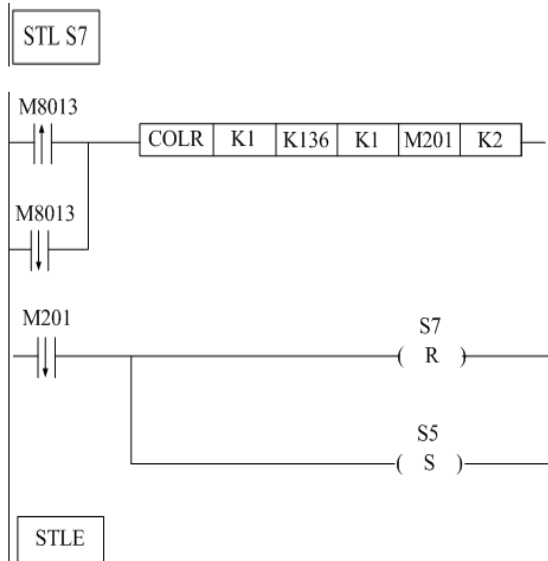 STL S7
M8013
COLR K1 K136 K1 M201 K2
M8013
M201
S7
( R )
S5
( S )
STLE